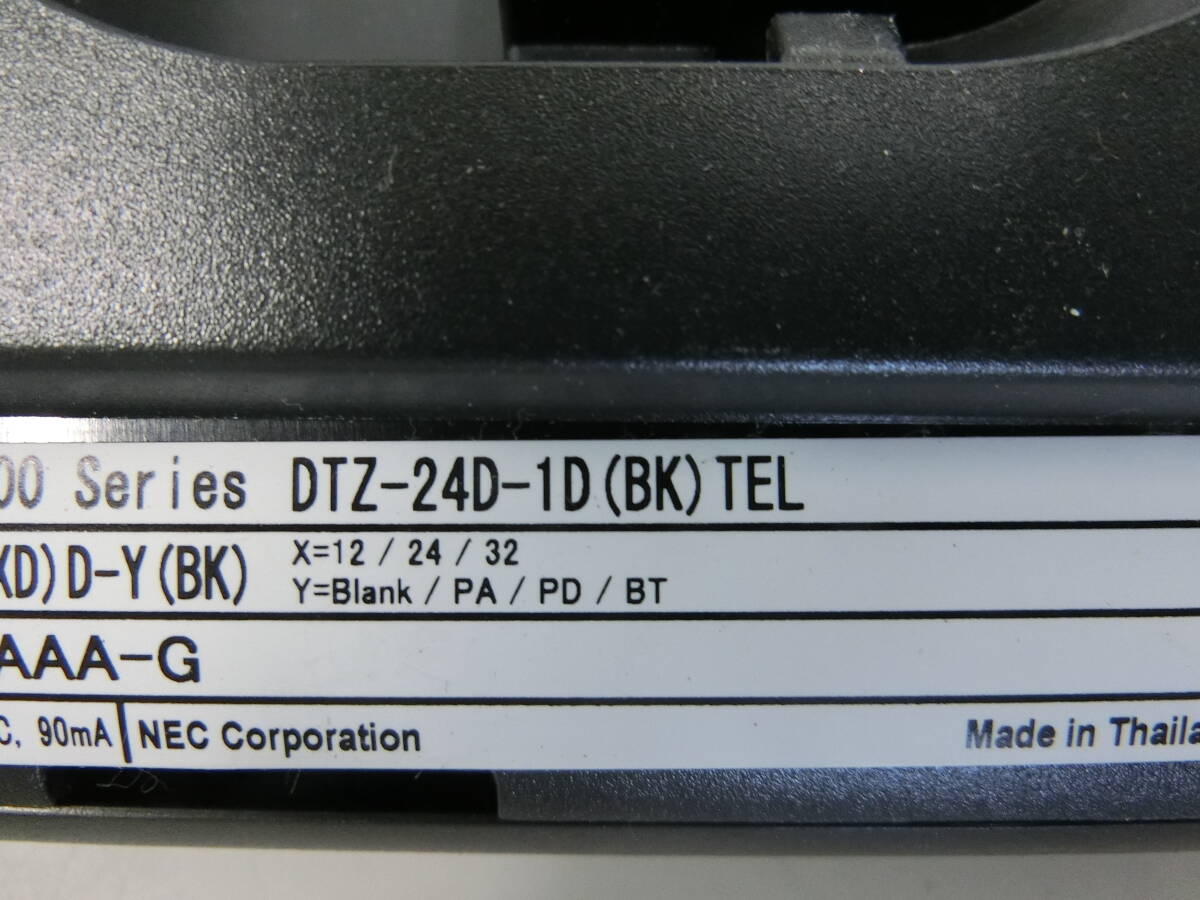 00 Series DTZ-24D-1D(BK)TEL
XD)D-Y(BK) X=12 / 24 / 32
Y=Blank / PA / PD / BT
AAA-G
C, 90mA NEC Corporation Made in Thaila